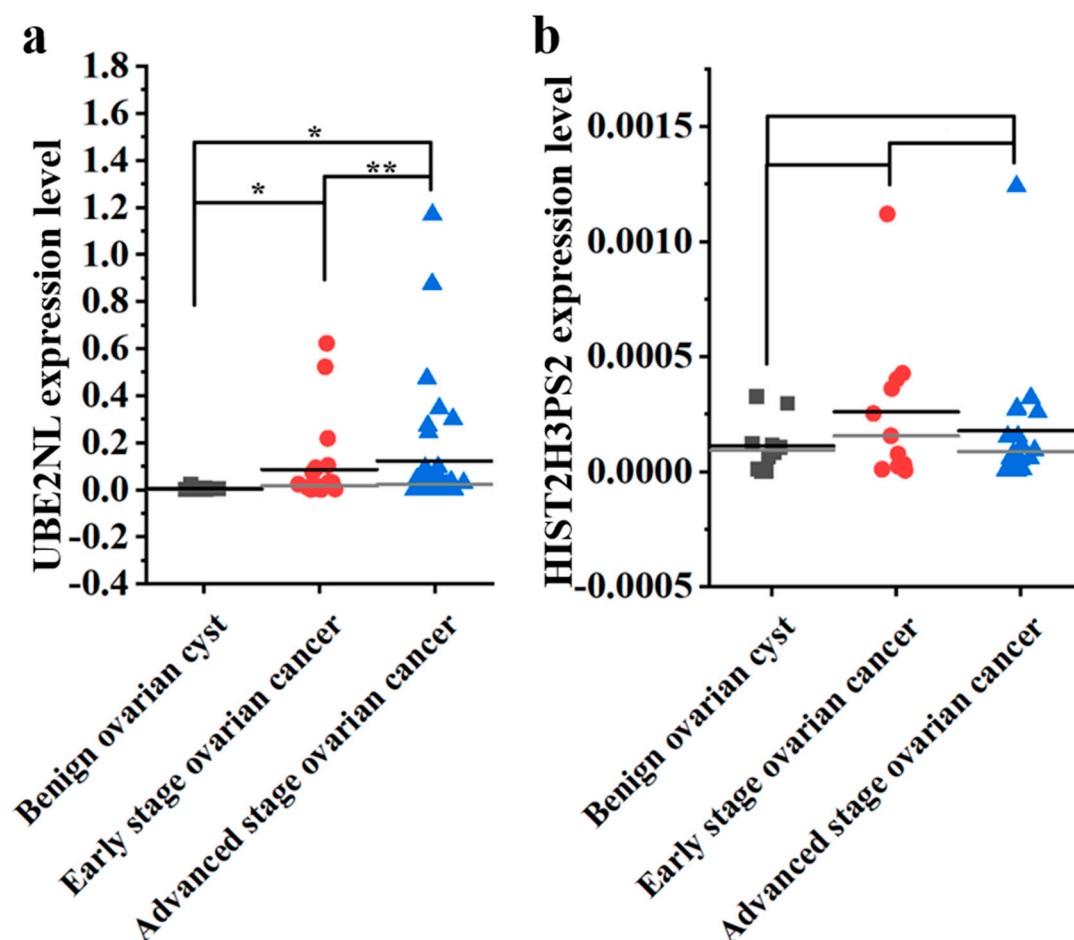 a
UBE2NL expression level
1.8
1.6
1.4
1.2
1.0
0.8
0.6
0.4
0.2
0.0
-0.2
-0.4
*
*
**
Benign ovarian cyst
Early stage ovarian cancer
Advanced stage ovarian cancer
b
HIST2H3PS2 expression level
0.0015
0.0010
0.0005
0.0000
-0.0005
Benign ovarian cyst
Early stage ovarian cancer
Advanced stage ovarian cancer